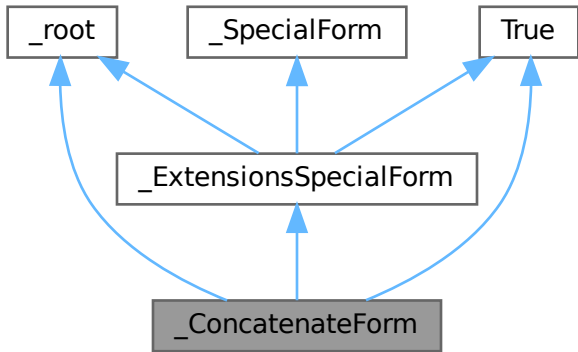 _root
_SpecialForm
True
_ExtensionsSpecialForm
_ConcatenateForm